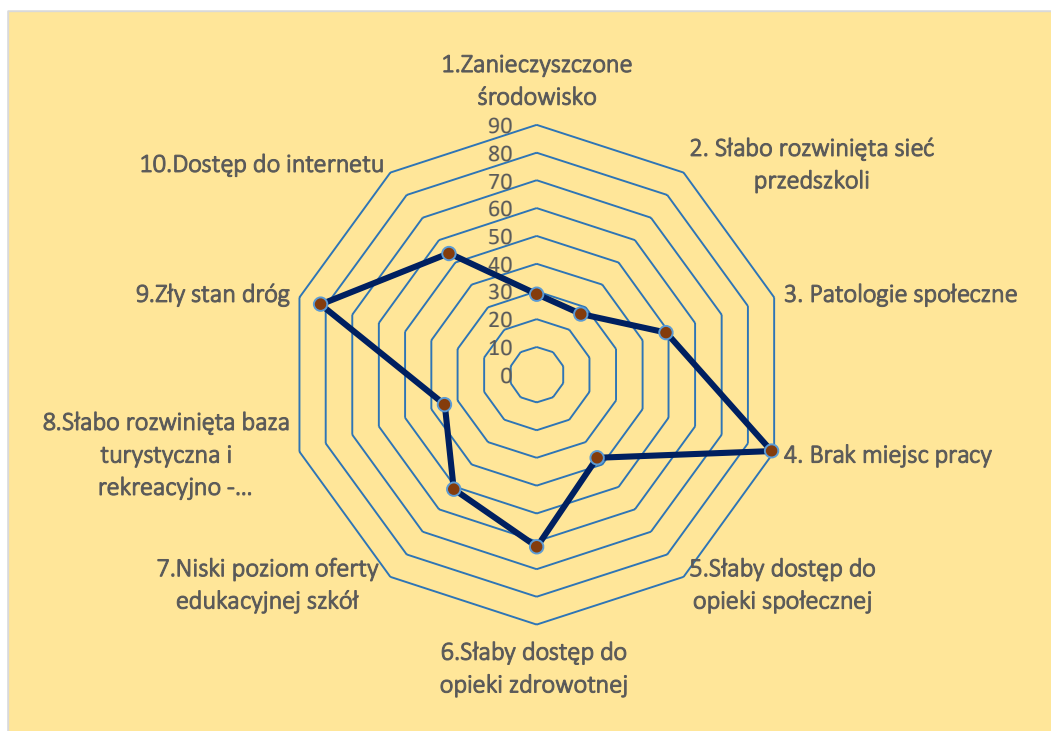 1.Zanieczyszczone
środowisko
2. Słabo rozwinięta sieć
przedszkoli
3. Patologie społeczne
4. Brak miejsc pracy
5.Słaby dostęp do
opieki społecznej
6.Słaby dostęp do
opieki zdrowotnej
7.Niski poziom oferty
edukacyjnej szkół
8.Słabo rozwinięta baza
turystyczna i
rekreacyjno -...
9.Zły stan dróg
10.Dostęp do internetu
90
80
70
60
50
40
30
20
10
0